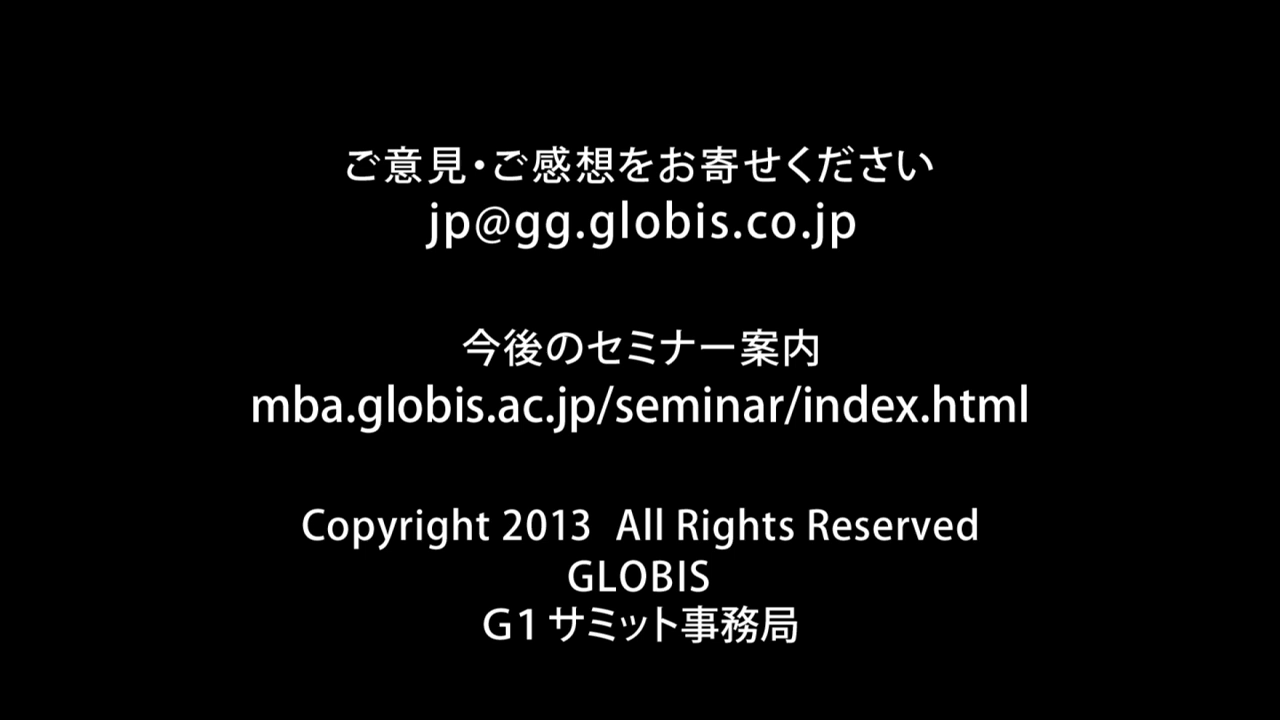 ご意見・ご感想をお寄せください
jp@gg.globis.co.jp
今後のセミナー案内
mba.globis.ac.jp/seminar/index.html
Copyright 2013  All Rights Reserved
GLOBIS
G1 サミット事務局